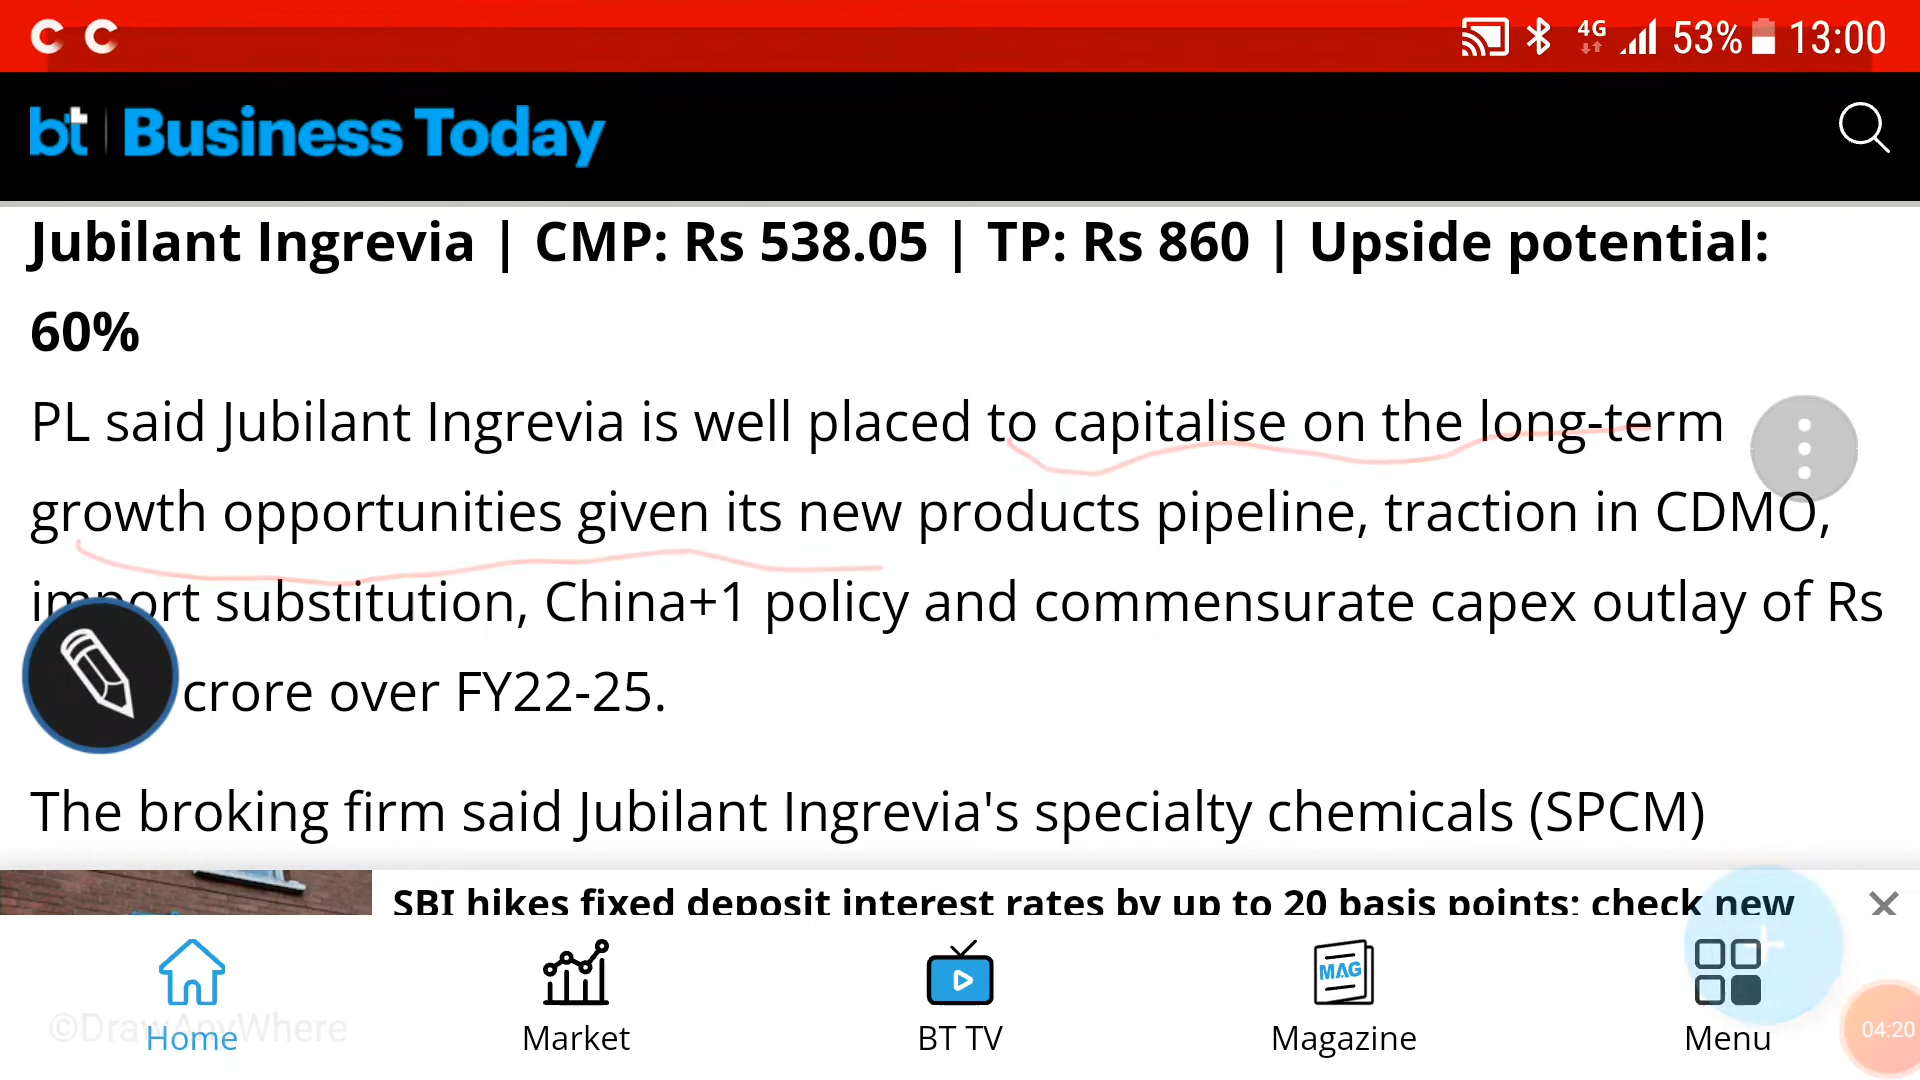 C C 4G 53% 13:00
bt Business Today
Jubilant Ingrevia | CMP: Rs 538.05 | TP: Rs 860 | Upside potential:
60%
PL said Jubilant Ingrevia is well placed to capitalise on the long-term
growth opportunities given its new products pipeline, traction in CDMO,
import substitution, China+1 policy and commensurate capex outlay of Rs
crore over FY22-25.
The broking firm said Jubilant Ingrevia's specialty chemicals (SPCM)
SBI hikes fixed deposit interest rates by up to 20 basis points: check new
MAG
©DrawAnyWhere
Home Market BT TV Magazine Menu
04:20